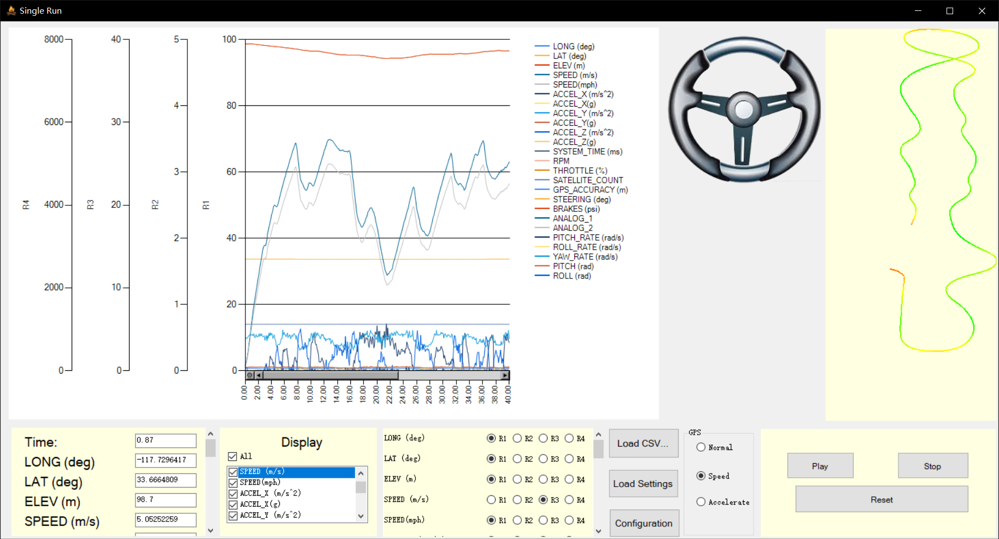 Single Run
8000 40 5 100
80
4
6000 30
60
3
R4 4000 R3 20 R2 R1
2 40
2000 10
1 20
0 0 0 0
0.00 2.00 4.00 6.00 8.00 10.00 12.00 14.00 16.00 18.00 20.00 22.00 24.00 26.00 28.00 30.00 32.00 34.00 36.00 38.00 40.00
LONG (deg)
LAT (deg)
ELEV (m)
SPEED (m/s)
SPEED(mph)
ACCEL_X (m/s^2)
ACCEL_X(g)
ACCEL_Y (m/s^2)
ACCEL_Y(g)
ACCEL_Z (m/s^2)
ACCEL_Z(g)
SYSTEM_TIME (ms)
RPM
THROTTLE (%)
SATELLITE_COUNT
GPS_ACCURACY (m)
STEERING (deg)
BRAKES (psi)
ANALOG_1
ANALOG_2
PITCH_RATE (rad/s)
ROLL_RATE (rad/s)
YAW_RATE (rad/s)
PITCH (rad)
ROLL (rad)
Time: 0.87
LONG (deg) -117.7296417
LAT (deg) 33.6664809
ELEV (m) 98.7
SPEED (m/s) 5.05252259
Display
All
SPEED (m/s)
SPEED(mph)
ACCEL_X (m/s^2)
ACCEL_X(g)
ACCEL_Y (m/s^2)
LONG (deg) R1 R2 R3 R4
LAT (deg) R1 R2 R3 R4
ELEV (m) R1 R2 R3 R4
SPEED (m/s) R1 R2 R3 R4
SPEED(mph) R1 R2 R3 R4
Load CSV...
Load Settings
Configuration
GPS
Normal
Speed
Accelerate
Play Stop
Reset